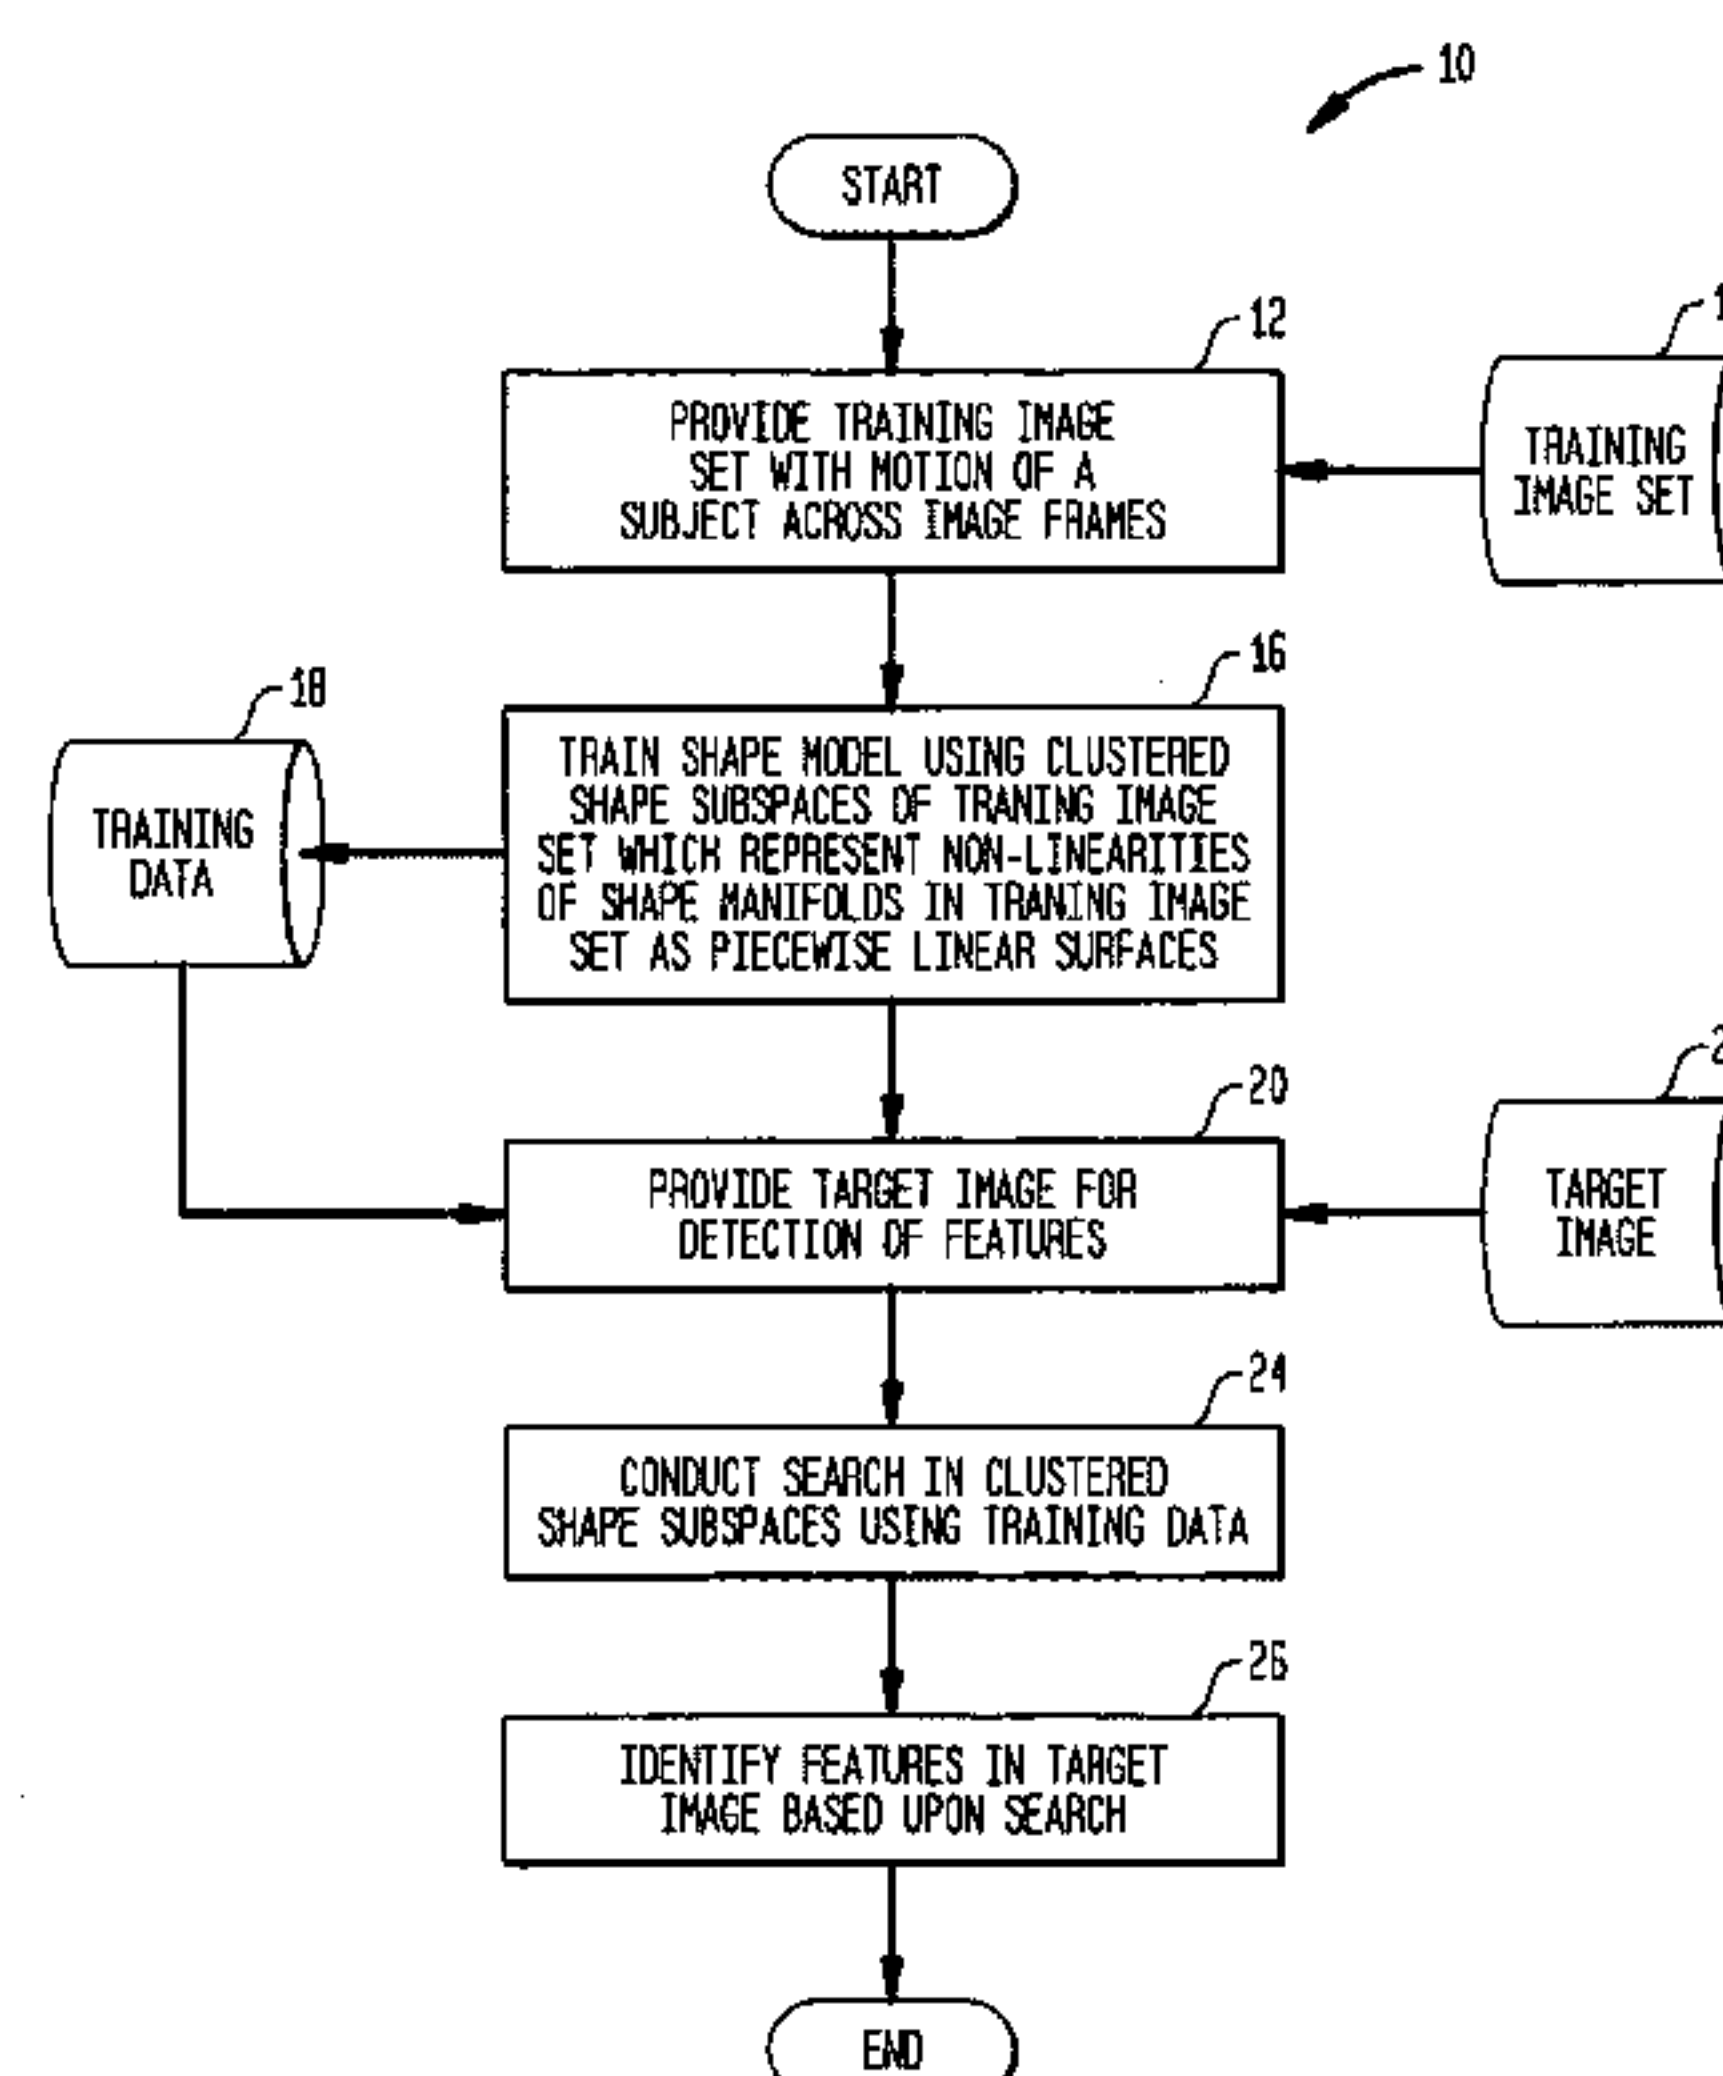 10
START
12
PROVIDE TRAINING IMAGE
SET WITH MOTION OF A
SUBJECT ACROSS IMAGE FRAMES
TRAINING
IMAGE SET
16
TRAIN SHAPE MODEL USING CLUSTERED
SHAPE SUBSPACES OF TRANING IMAGE
SET WHICH REPRESENT NON-LINEARITIES
OF SHAPE MANIFOLDS IN TRANING IMAGE
SET AS PIECEWISE LINEAR SURFACES
18
TRAINING
DATA
20
PROVIDE TARGET IMAGE FOR
DETECTION OF FEATURES
TARGET
IMAGE
24
CONDUCT SEARCH IN CLUSTERED
SHAPE SUBSPACES USING TRAINING DATA
26
IDENTIFY FEATURES IN TARGET
IMAGE BASED UPON SEARCH
END